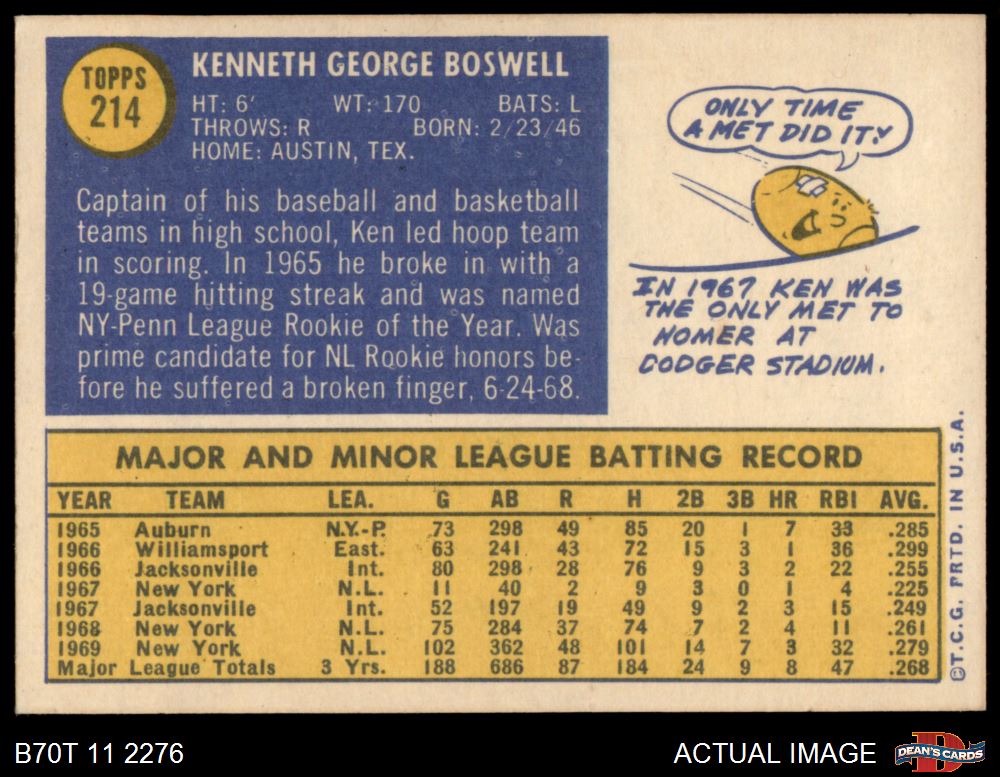 TOPPS
214
KENNETH GEORGE BOSWELL
HT: 6' WT: 170 BATS: L
THROWS: R BORN: 2/23/46
HOME: AUSTIN, TEX.
Captain of his baseball and basketball
teams in high school, Ken led hoop team
in scoring. In 1965 he broke in with a
19-game hitting streak and was named
NY-Penn League Rookie of the Year. Was
prime candidate for NL Rookie honors be-
fore he suffered a broken finger, 6-24-68.
ONLY TIME
A MET DID IT!
IN 1967 KEN WAS
THE ONLY MET TO
HOMER AT
DODGER STADIUM.
MAJOR AND MINOR LEAGUE BATTING RECORD
YEAR TEAM LEA. G AB R H 2B 3B HR RBI AVG.
1965 Auburn N.Y.-P. 73 298 49 85 20 1 7 33 .285
1966 Williamsport East. 63 241 43 72 15 3 1 36 .299
1966 Jacksonville Int. 80 298 28 76 9 3 2 22 .255
1967 New York N.L. 11 40 2 9 3 0 1 4 .225
1967 Jacksonville Int. 52 197 19 49 9 2 3 15 .249
1968 New York N.L. 75 284 37 74 7 2 4 11 .261
1969 New York N.L. 102 362 48 101 14 7 3 32 .279
Major League Totals 3 Yrs. 188 686 87 184 24 9 8 47 .268
©T.C.G. PRTD. IN U.S.A.
B70T 11 2276
ACTUAL IMAGE
D
DEAN'S CARDS